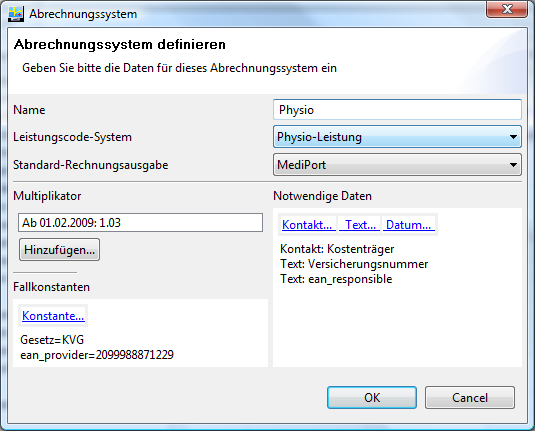 Abrechnungssystem
Abrechnungssystem definieren
Geben Sie bitte die Daten für dieses Abrechnungssystem ein
Name
Physio
Leistungscode-System
Physio-Leistung
Standard-Rechnungsausgabe
MediPort
Multiplikator
Ab 01.02.2009: 1.03
Hinzufügen...
Fallkonstanten
Konstante...
Gesetz=KVG
ean_provider=2099988871229
Notwendige Daten
Kontakt... Text... Datum...
Kontakt: Kostenträger
Text: Versicherungsnummer
Text: ean_responsible
OK
Cancel